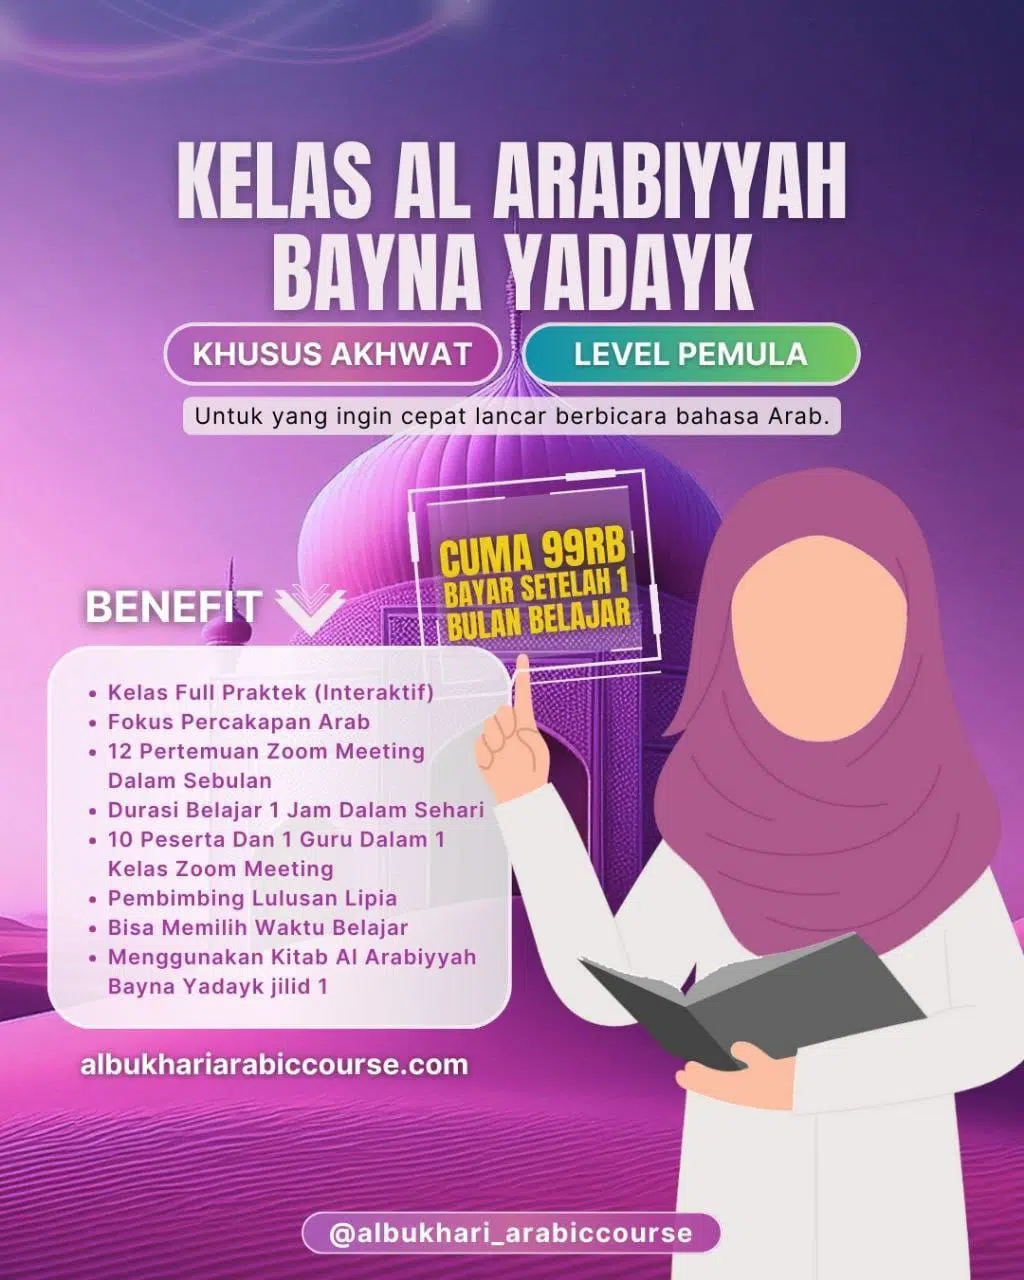 KELAS AL ARABIYYAH
BAYNA YADAYK
KHUSUS AKHWAT
LEVEL PEMULA
Untuk yang ingin cepat lancar berbicara bahasa Arab.
CUMA 99RB
BAYAR SETELAH 1
BULAN BELAJAR
BENEFIT
• Kelas Full Praktek (Interaktif)
• Fokus Percakapan Arab
• 12 Pertemuan Zoom Meeting
Dalam Sebulan
• Durasi Belajar 1 Jam Dalam Sehari
• 10 Peserta Dan 1 Guru Dalam 1
Kelas Zoom Meeting
• Pembimbing Lulusan Lipia
• Bisa Memilih Waktu Belajar
• Menggunakan Kitab Al Arabiyyah
Bayna Yadayk jilid 1
albukhariarabiccourse.com
@albukhari_arabiccourse